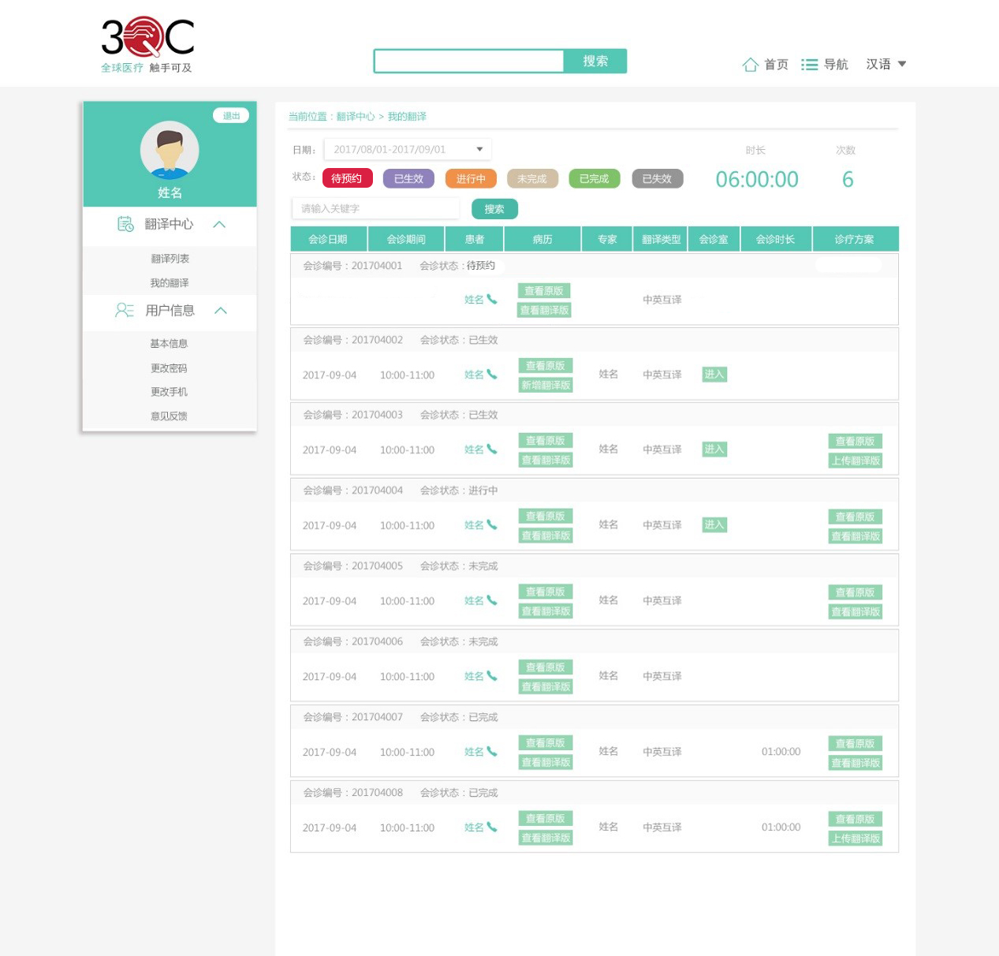 3QC
全球医疗 触手可及
搜索
首页 导航 汉语
退出
姓名
翻译中心
翻译列表
我的翻译
用户信息
基本信息
更改密码
更改手机
意见反馈
当前位置：翻译中心 > 我的翻译
日期： 2017/08/01-2017/09/01
时长 次数
状态： 待预约 已生效 进行中 未完成 已完成 已失效
06:00:00 6
请输入关键字 搜索
会诊日期 会诊期间 患者 病历 专家 翻译类型 会诊室 会诊时长 诊疗方案
会诊编号：201704001 会诊状态：待预约
查看原版
姓名 中英互译
查看翻译版
会诊编号：201704002 会诊状态：已生效
查看原版
2017-09-04 10:00-11:00 姓名 姓名 中英互译 进入
新增翻译版
会诊编号：201704003 会诊状态：已生效
查看原版 查看原版
2017-09-04 10:00-11:00 姓名 姓名 中英互译 进入
查看翻译版 上传翻译版
会诊编号：201704004 会诊状态：进行中
查看原版 查看原版
2017-09-04 10:00-11:00 姓名 姓名 中英互译 进入
查看翻译版 查看翻译版
会诊编号：201704005 会诊状态：未完成
查看原版 查看原版
2017-09-04 10:00-11:00 姓名 姓名 中英互译
查看翻译版 查看翻译版
会诊编号：201704006 会诊状态：未完成
查看原版
2017-09-04 10:00-11:00 姓名 姓名 中英互译
查看翻译版
会诊编号：201704007 会诊状态：已完成
查看原版 查看原版
2017-09-04 10:00-11:00 姓名 姓名 中英互译 01:00:00
查看翻译版 查看翻译版
会诊编号：201704008 会诊状态：已完成
查看原版 查看原版
2017-09-04 10:00-11:00 姓名 姓名 中英互译 01:00:00
查看翻译版 上传翻译版